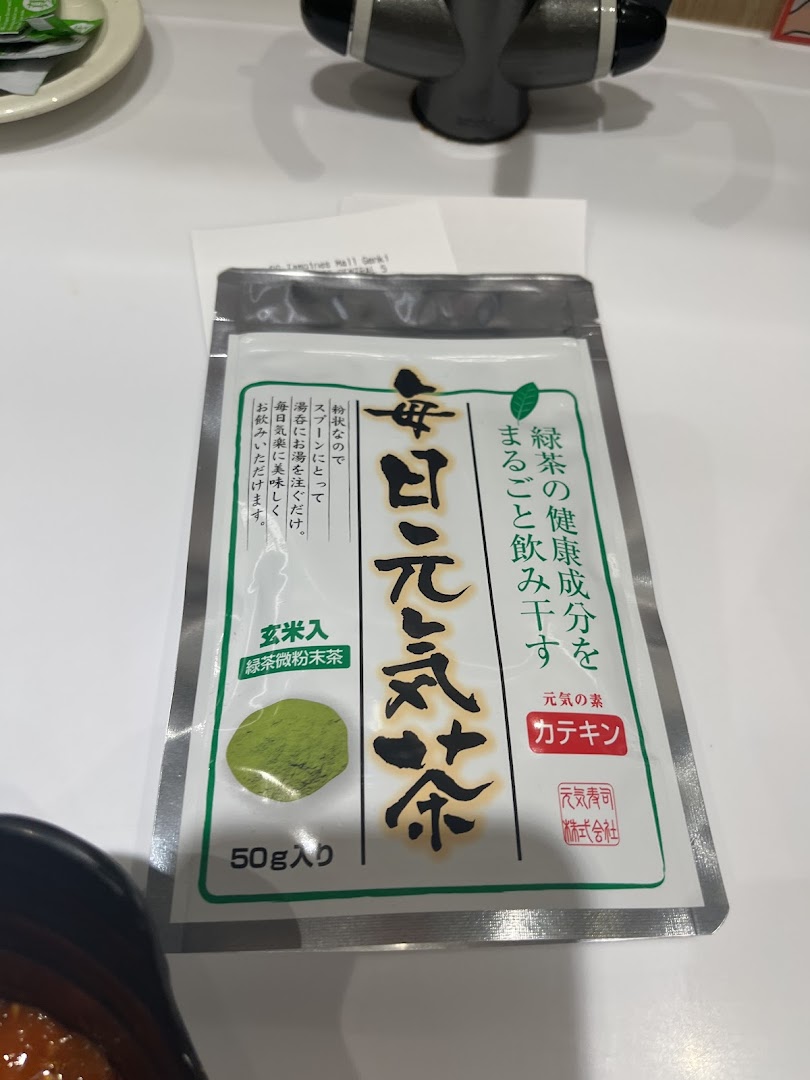 Tampines Mall Genki
緑茶の健康成分を
まるごと飲み干す
元気の素
カテキン
元気寿司
株式会社
毎日元気茶
粉状なので
スプーンにとって
湯呑にお湯を注ぐだけ。
毎日気楽に美味しく
お飲みいただけます。
玄米入
緑茶微粉末茶
50g入り